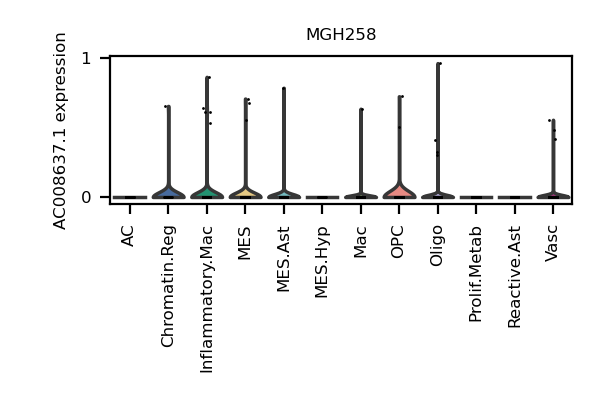 MGH258
AC008637.1 expression
1
0
AC
Chromatin.Reg
Inflammatory.Mac
MES
MES.Ast
MES.Hyp
Mac
OPC
Oligo
Prolif.Metab
Reactive.Ast
Vasc